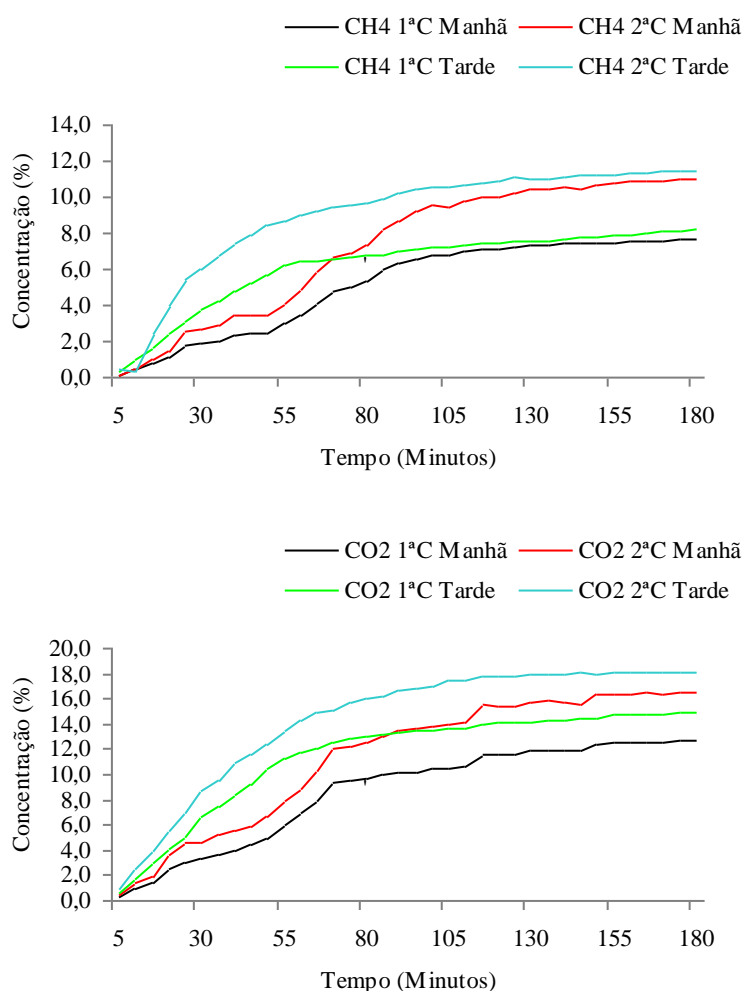 CH4 1ªC Manhã CH4 2ªC Manhã
CH4 1ªC Tarde CH4 2ªC Tarde
14,0
12,0
10,0
8,0
6,0
4,0
2,0
0,0
Concentração (%)
5 30 55 80 105 130 155 180
Tempo (Minutos)
CO2 1ªC Manhã CO2 2ªC Manhã
CO2 1ªC Tarde CO2 2ªC Tarde
20,0
18,0
16,0
14,0
12,0
10,0
8,0
6,0
4,0
2,0
0,0
Concentração (%)
5 30 55 80 105 130 155 180
Tempo (Minutos)